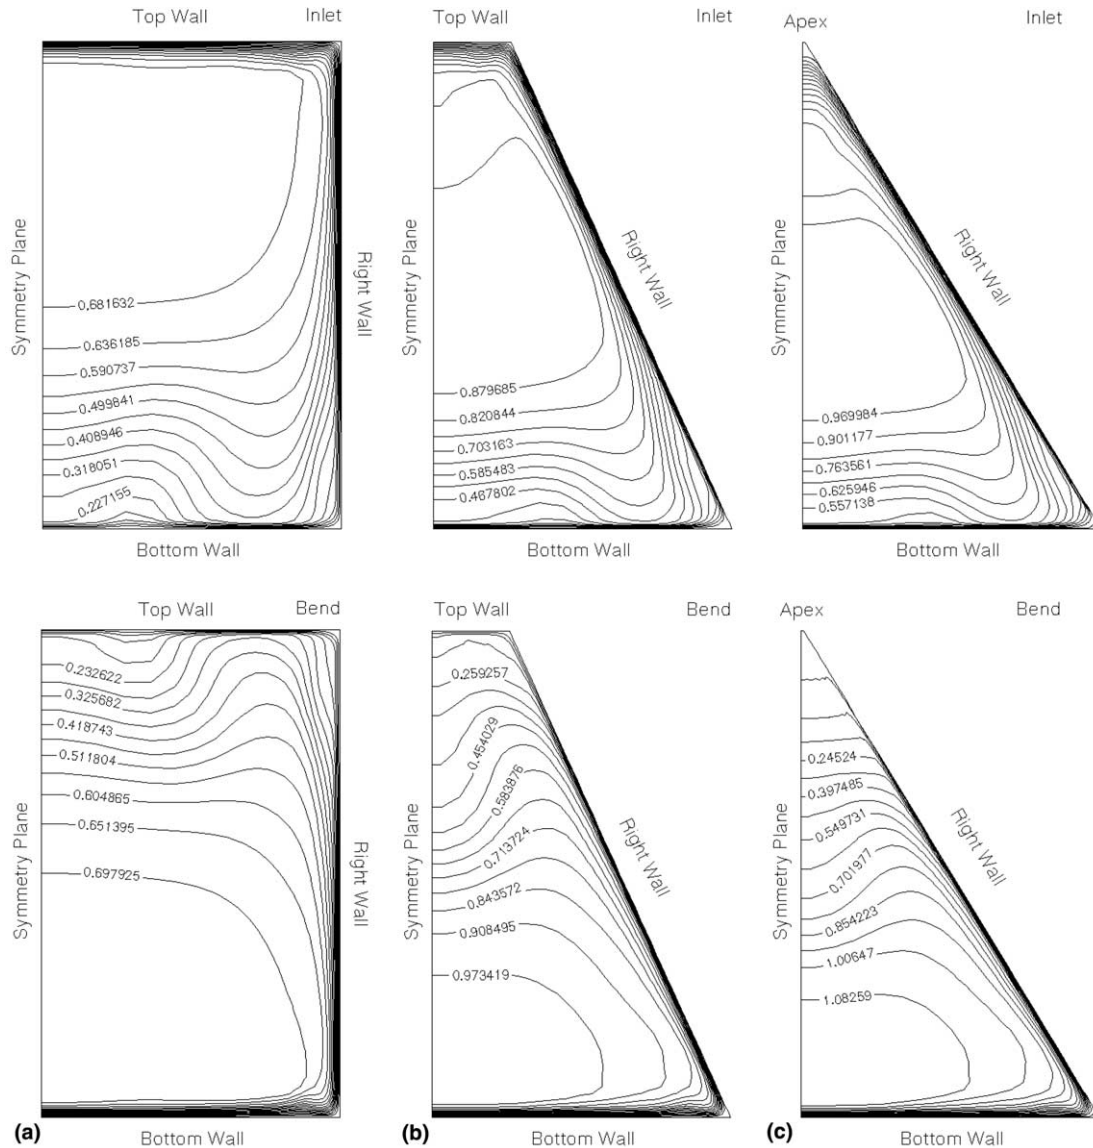 Top Wall Inlet
Symmetry Plane
Right Wall
0.681632
0.636185
0.590737
0.499841
0.408946
0.318051
0.227155
Bottom Wall
Top Wall Inlet
Symmetry Plane
Right Wall
0.879685
0.820844
0.703163
0.585483
0.467802
Bottom Wall
Apex Inlet
Symmetry Plane
Right Wall
0.969984
0.901177
0.763561
0.625946
0.557138
Bottom Wall
Top Wall Bend
Symmetry Plane
Right Wall
0.232622
0.325682
0.418743
0.511804
0.604865
0.651395
0.697925
(a)
Bottom Wall
Top Wall Bend
Symmetry Plane
Right Wall
0.259257
0.454029
0.583876
0.713724
0.843572
0.908495
0.973419
(b)
Bottom Wall
Apex Bend
Symmetry Plane
Right Wall
0.24524
0.397485
0.549731
0.701977
0.854223
1.00647
1.08259
(c)
Bottom Wall